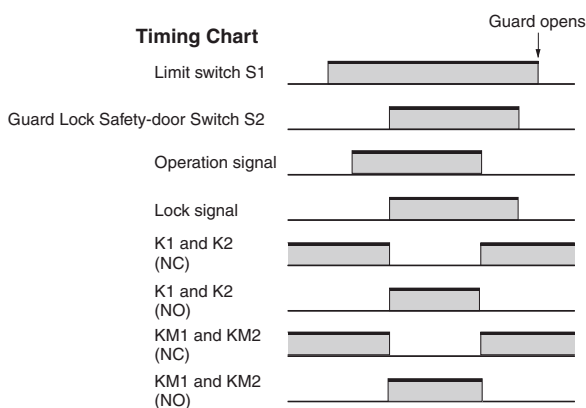 Guard opens
Timing Chart
Limit switch S1
Guard Lock Safety-door Switch S2
Operation signal
Lock signal
K1 and K2
(NC)
K1 and K2
(NO)
KM1 and KM2
(NC)
KM1 and KM2
(NO)